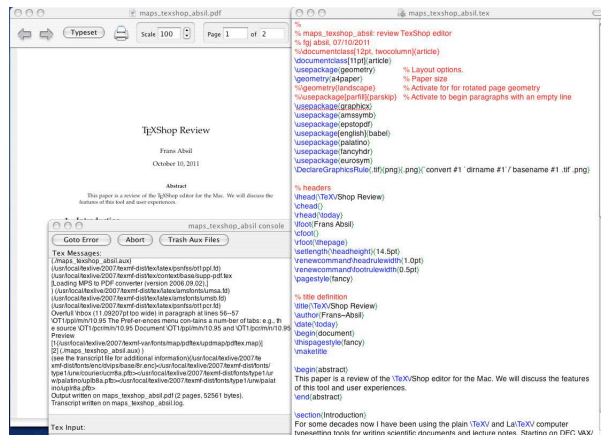 maps_texshop_absil.pdf
Typeset
Scale 100
Page 1 of 2
TEXShop Review
Frans Absil
October 10, 2011
Abstract
This paper is a review of the TEXShop editor for the Mac. We will discuss the
features of this tool and user experiences.
maps_texshop_absil console
Goto Error
Abort
Trash Aux Files
Tex Messages:
(./maps_texshop_absil.aux)
(/usr/local/texlive/2007/texmf-dist/tex/latex/psnfss/ot1ppl.fd)
(/usr/local/texlive/2007/texmf-dist/tex/context/base/supp-pdf.tex
[Loading MPS to PDF converter (version 2006.09.02).]
) (/usr/local/texlive/2007/texmf-dist/tex/latex/amsfonts/umsa.fd)
(/usr/local/texlive/2007/texmf-dist/tex/latex/amsfonts/umsb.fd)
(/usr/local/texlive/2007/texmf-dist/tex/latex/psnfss/ot1pcr.fd)
Overfull \hbox (11.09207pt too wide) in paragraph at lines 56--57
\OT1/ppl/m/n/10.95 The Pref-er-ences menu con-tains a num-ber of tabs: e.g., th
e source \OT1/pcr/m/n/10.95 Document \OT1/ppl/m/n/10.95 and \OT1/pcr/m/n/10.95
Preview
[1{/usr/local/texlive/2007/texmf-var/fonts/map/pdftex/updmap/pdftex.map}]
[2] (./maps_texshop_absil.aux) )
(see the transcript file for additional information){/usr/local/texlive/2007/te
xmf-dist/fonts/enc/dvips/base/8r.enc}</usr/local/texlive/2007/texmf-dist/fonts/
type1/urw/courier/ucrr8a.pfb></usr/local/texlive/2007/texmf-dist/fonts/type1/ur
w/palatino/uplb8a.pfb></usr/local/texlive/2007/texmf-dist/fonts/type1/urw/palat
ino/uplr8a.pfb>
Output written on maps_texshop_absil.pdf (2 pages, 52561 bytes).
Transcript written on maps_texshop_absil.log.
Tex Input:
maps_texshop_absil.tex
%
% maps_texshop_absil: review TexShop editor
% fgj absil, 07/10/2011
%\documentclass[12pt, twocolumn]{article}
\documentclass[11pt]{article}
\usepackage{geometry} % Layout options.
\geometry{a4paper} % Paper size
%\geometry{landscape} % Activate for for rotated page geometry
%\usepackage[parfill]{parskip} % Activate to begin paragraphs with an empty line
\usepackage{graphicx}
\usepackage{amssymb}
\usepackage{epstopdf}
\usepackage[english]{babel}
\usepackage{palatino}
\usepackage{fancyhdr}
\usepackage{eurosym}
\DeclareGraphicsRule{.tif}{png}{.png}{`convert #1 `dirname #1`/`basename #1 .tif`.png}
% headers
\lhead{\TeX\/Shop Review}
\chead{}
\rhead{\today}
\lfoot{Frans Absil}
\cfoot{}
\rfoot{\thepage}
\setlength{\headheight}{14.5pt}
\renewcommand\headrulewidth{1.0pt}
\renewcommand\footrulewidth{0.5pt}
\pagestyle{fancy}
% title definition
\title{\TeX\/Shop Review}
\author{Frans~Absil}
\date{\today}
\begin{document}
\thispagestyle{fancy}
\maketitle
\begin{abstract}
This paper is a review of the \TeX\/Shop editor for the Mac. We will discuss the features
of this tool and user experiences.
\end{abstract}
\section{Introduction}
For some decades now I have been using the plain \TeX\/ and La\TeX\/ computer
typesetting tools for writing scientific documents and lecture notes. Starting on DEC VAX/